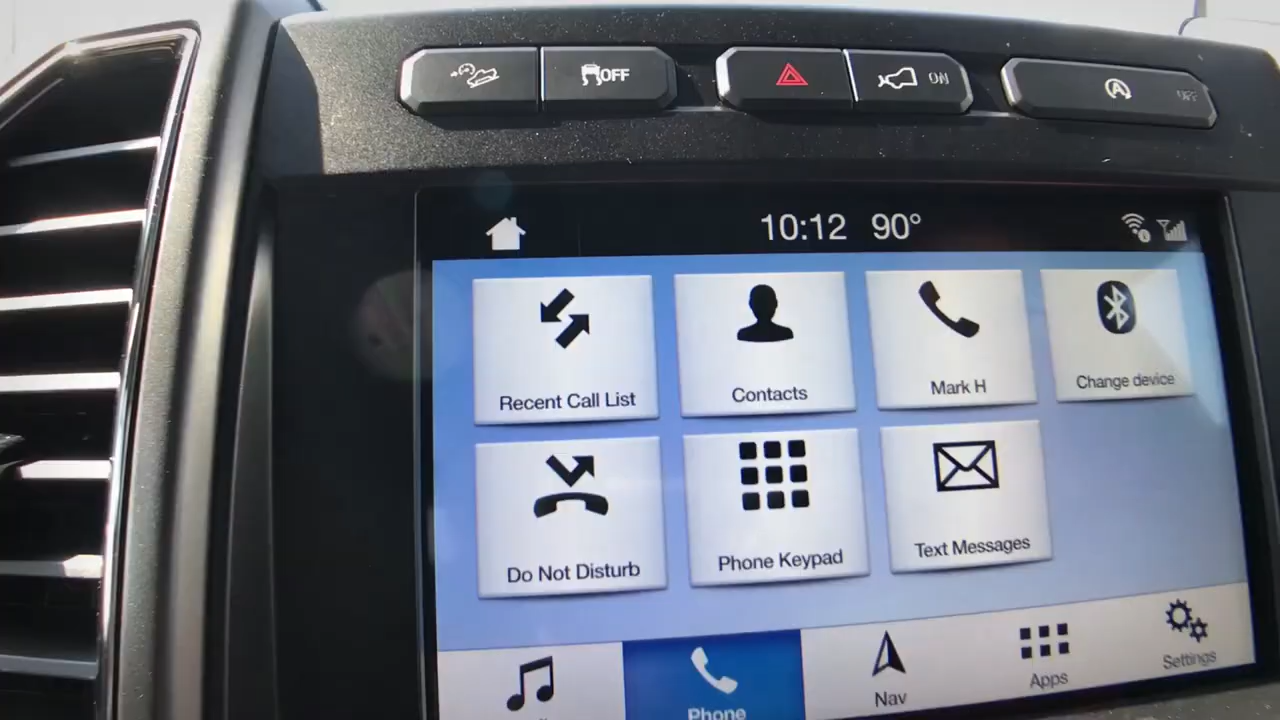 OFF
ON
OFF
10:12 90°
Recent Call List
Contacts
Mark H
Change device
Do Not Disturb
Phone Keypad
Text Messages
Phone
Nav
Apps
Settings